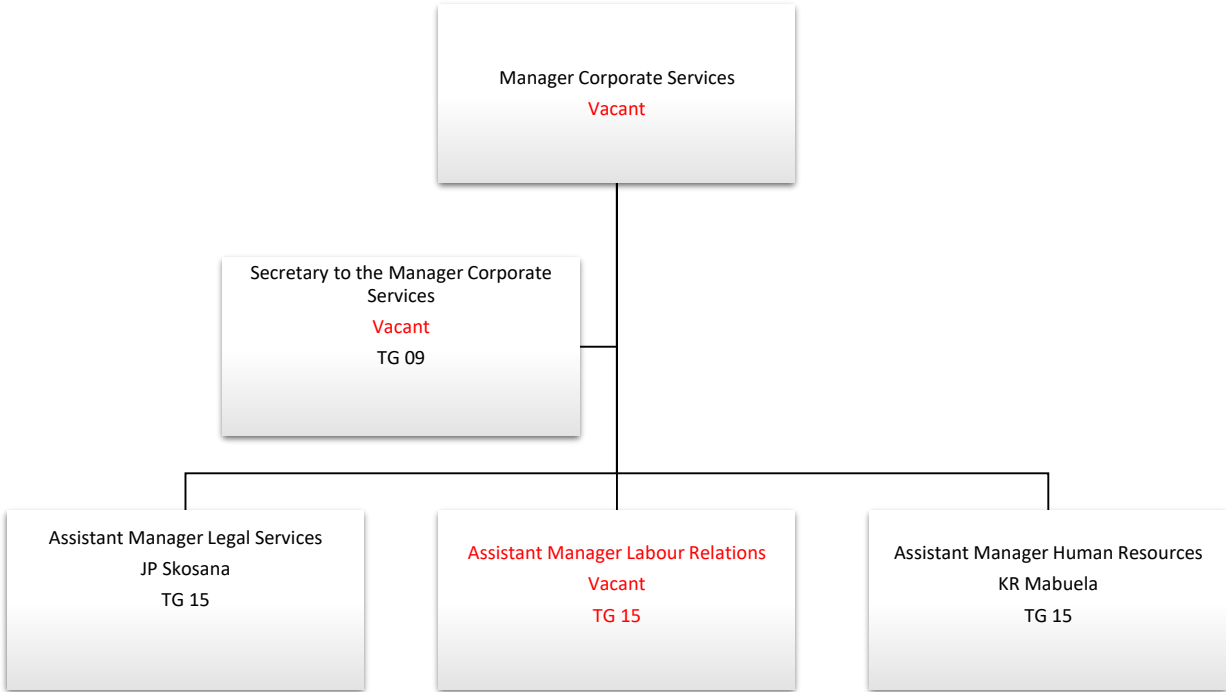 Manager Corporate Services
Vacant
Secretary to the Manager Corporate
Services
Vacant
TG 09
Assistant Manager Legal Services
JP Skosana
TG 15
Assistant Manager Labour Relations
Vacant
TG 15
Assistant Manager Human Resources
KR Mabuela
TG 15